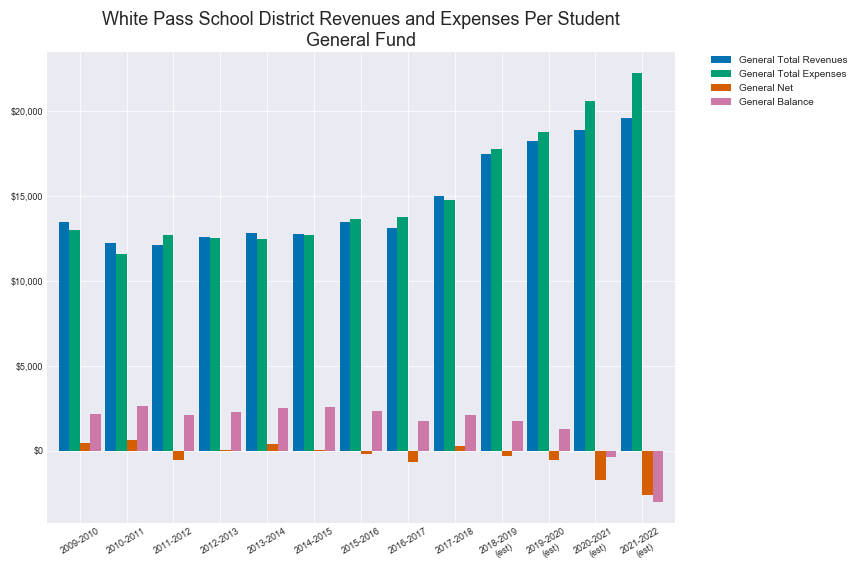 White Pass School District Revenues and Expenses Per Student
General Fund
General Total Revenues
General Total Expenses
General Net
General Balance
$20,000
$15,000
$10,000
$5,000
$0
2009-2010
2010-2011
2011-2012
2012-2013
2013-2014
2014-2015
2015-2016
2016-2017
2017-2018
2018-2019
(est)
2019-2020
(est)
2020-2021
(est)
2021-2022
(est)